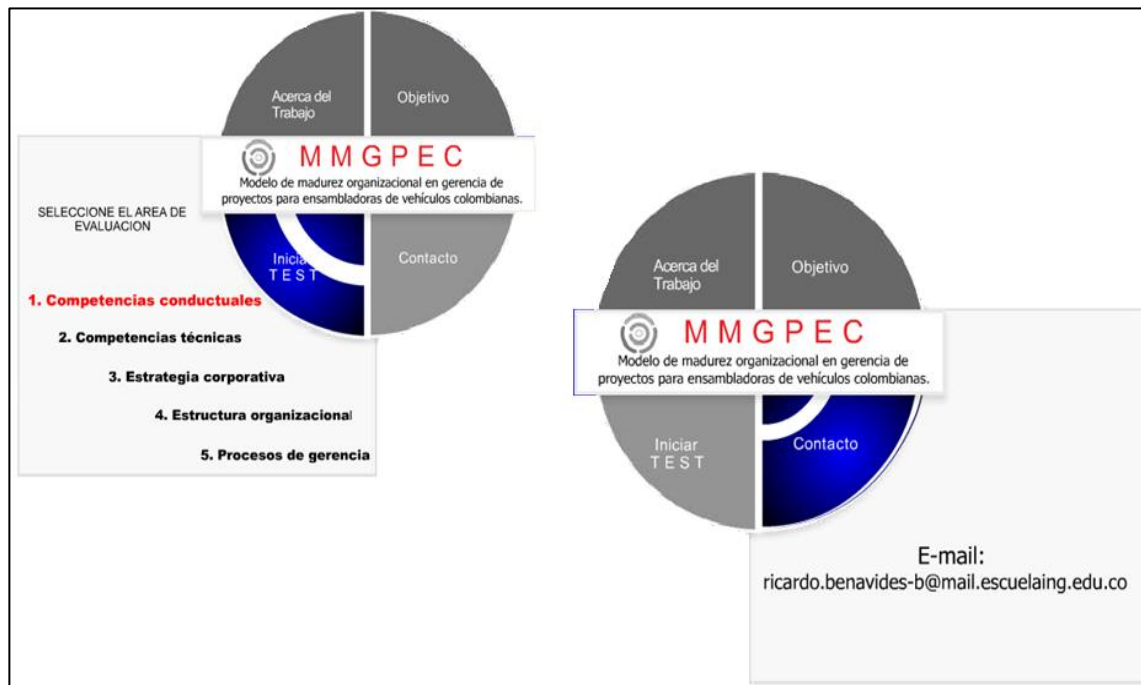 Acerca del
Trabajo
Objetivo
MMGPEC
Modelo de madurez organizacional en gerencia de
proyectos para ensambladoras de vehículos colombianas.
SELECCIONE EL AREA DE
EVALUACION
Iniciar
TEST
Contacto
1. Competencias conductuales
2. Competencias técnicas
3. Estrategia corporativa
4. Estructura organizacional
5. Procesos de gerencia
Acerca del
Trabajo
Objetivo
MMGPEC
Modelo de madurez organizacional en gerencia de
proyectos para ensambladoras de vehículos colombianas.
Iniciar
TEST
Contacto
E-mail:
ricardo.benavides-b@mail.escuelaing.edu.co